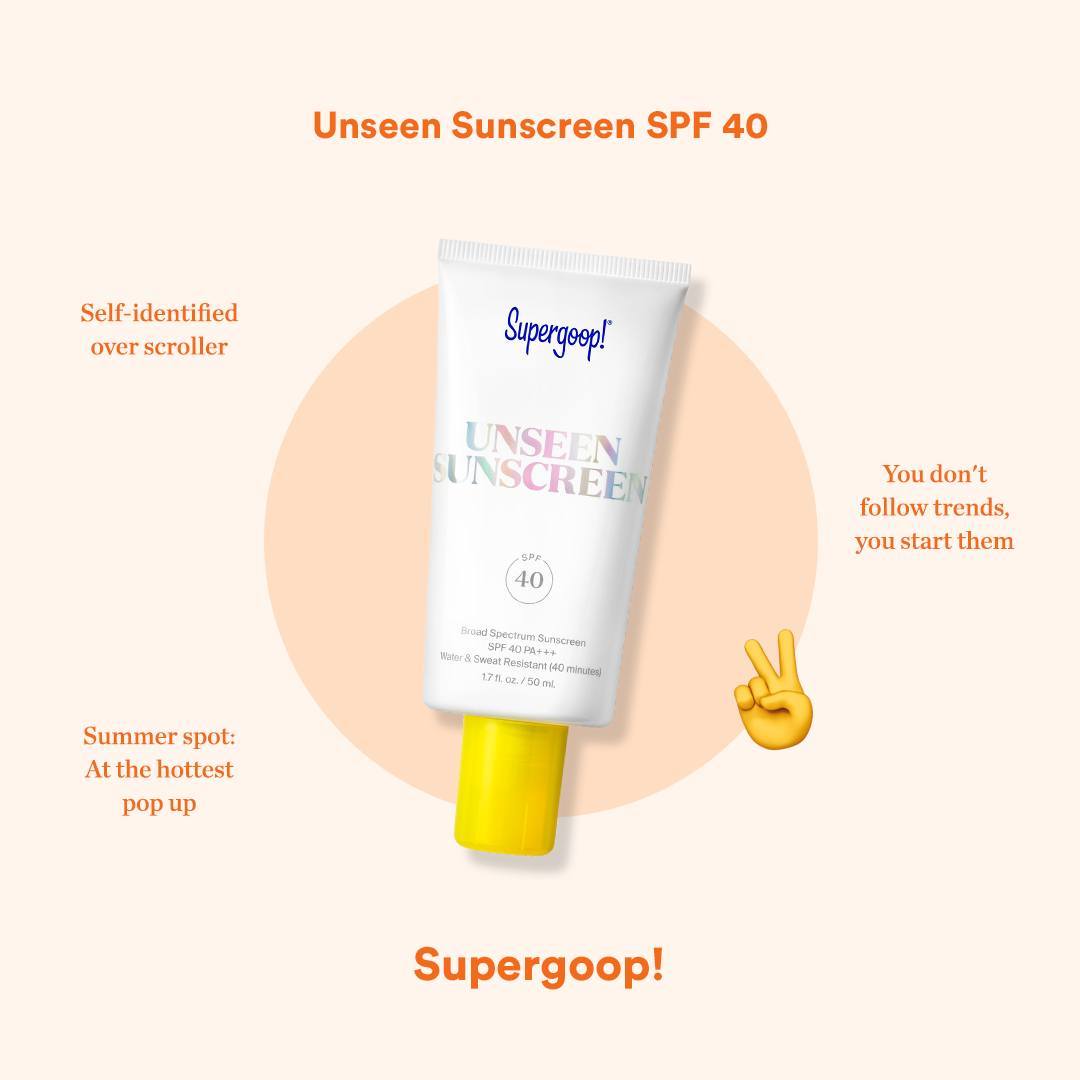 Unseen Sunscreen SPF 40
Self-identified
over scroller
Supergoop!®
UNSEEN
SUNSCREEN
SPF
40
Broad Spectrum Sunscreen
SPF 40 PA+++
Water & Sweat Resistant (40 minutes)
1.7 fl. oz. / 50 ml.
You don't
follow trends,
you start them
Summer spot:
At the hottest
pop up
Supergoop!